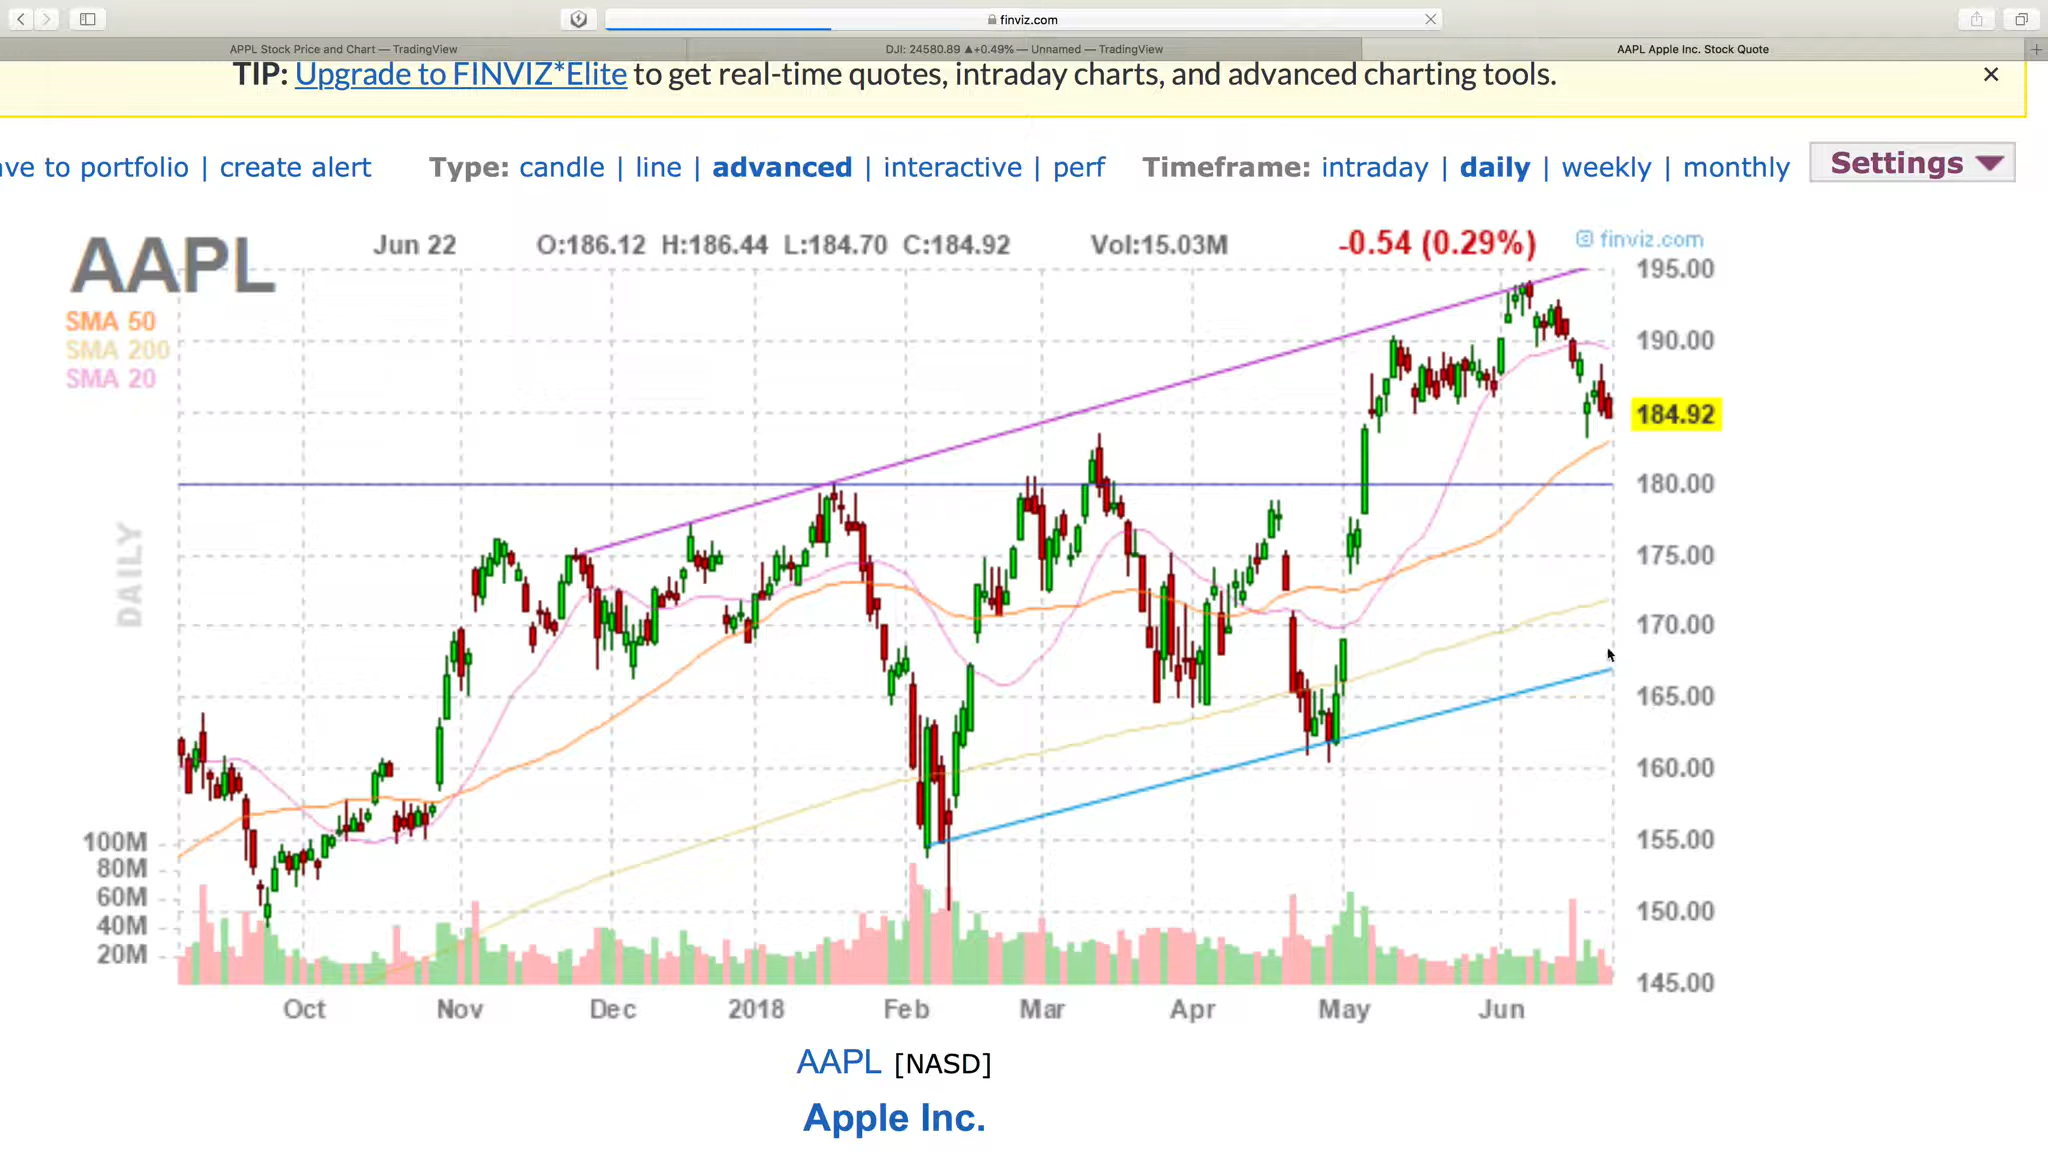 finviz.com
APPL Stock Price and Chart — TradingView
DJI: 24580.89 ▲+0.49% — Unnamed — TradingView
AAPL Apple Inc. Stock Quote
TIP: Upgrade to FINVIZ*Elite to get real-time quotes, intraday charts, and advanced charting tools.
ave to portfolio | create alert Type: candle | line | advanced | interactive | perf Timeframe: intraday | daily | weekly | monthly Settings
AAPL Jun 22 O:186.12 H:186.44 L:184.70 C:184.92 Vol:15.03M -0.54 (0.29%) © finviz.com
SMA 50
SMA 200
SMA 20
195.00
190.00
184.92
180.00
175.00
170.00
165.00
160.00
155.00
150.00
145.00
DAILY
100M
80M
60M
40M
20M
Oct Nov Dec 2018 Feb Mar Apr May Jun
AAPL [NASD]
Apple Inc.